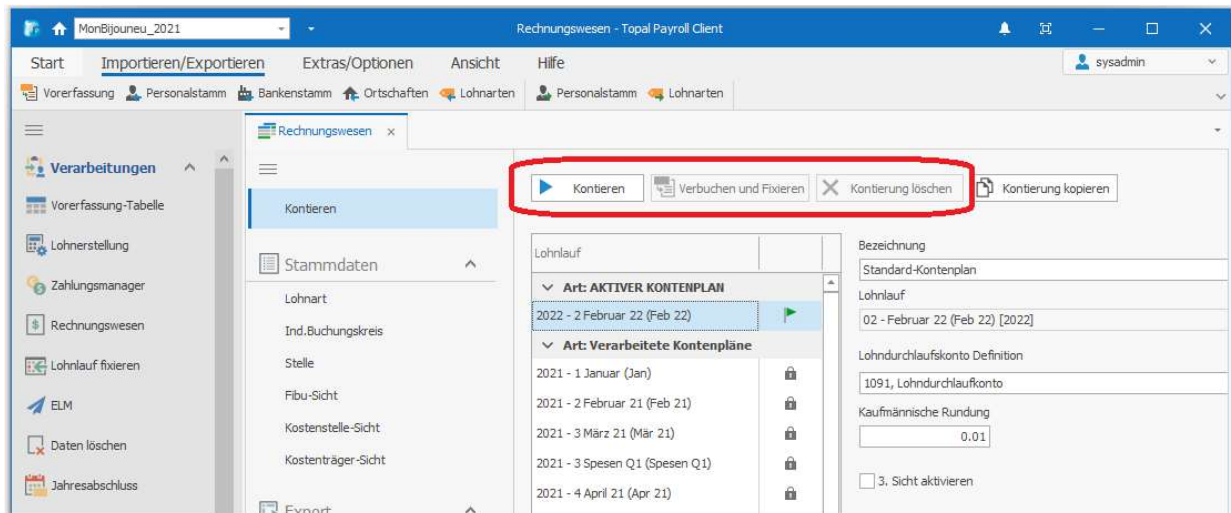 MonBijouneu_2021
Rechnungswesen - Topal Payroll Client
Start Importieren/Exportieren Extras/Optionen Ansicht Hilfe
sysadmin
Vorerfassung Personalstamm Bankenstamm Ortschaften Lohnarten Personalstamm Lohnarten
Rechnungswesen
Verarbeitungen
Vorerfassung-Tabelle
Lohnerstellung
Zahlungsmanager
Rechnungswesen
Lohnlauf fixieren
ELM
Daten löschen
Jahresabschluss
Kontieren
Stammdaten
Lohnart
Ind.Buchungskreis
Stelle
Fibu-Sicht
Kostenstelle-Sicht
Kostenträger-Sicht
Export
Kontieren Verbuchen und Fixieren Kontierung löschen Kontierung kopieren
Lohnlauf
Art: AKTIVER KONTENPLAN
2022 - 2 Februar 22 (Feb 22)
Art: Verarbeitete Kontenpläne
2021 - 1 Januar (Jan)
2021 - 2 Februar 21 (Feb 21)
2021 - 3 März 21 (Mär 21)
2021 - 3 Spesen Q1 (Spesen Q1)
2021 - 4 April 21 (Apr 21)
Bezeichnung
Standard-Kontenplan
Lohnlauf
02 - Februar 22 (Feb 22) [2022]
Lohndurchlaufskonto Definition
1091, Lohndurchlaufkonto
Kaufmännische Rundung
0.01
3. Sicht aktivieren